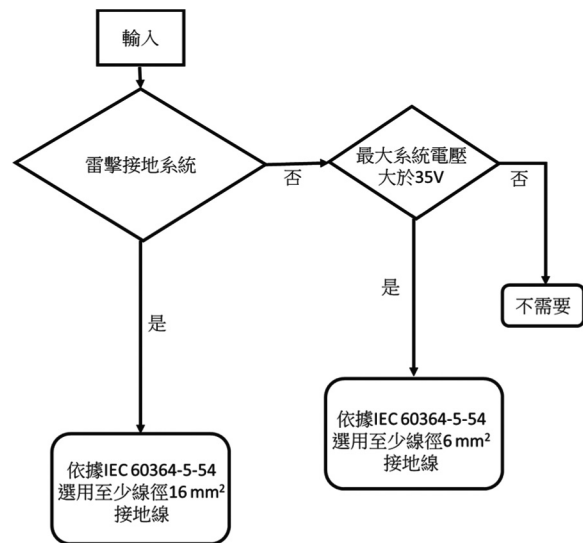 輸入
雷擊接地系統
否
最大系統電壓
大於35V
否
不需要
是
依據IEC 60364-5-54
選用至少線徑6 mm²
接地線
是
依據IEC 60364-5-54
選用至少線徑16 mm²
接地線